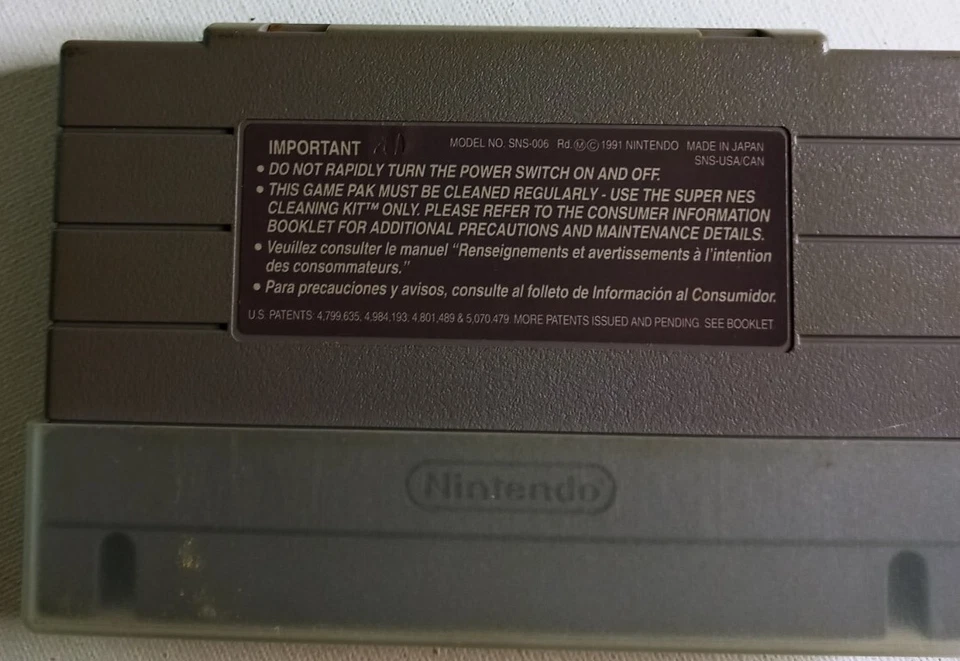 IMPORTANT
MODEL NO. SNS-006 Rd.ⓂⒸ1991 NINTENDO MADE IN JAPAN
SNS-USA/CAN
• DO NOT RAPIDLY TURN THE POWER SWITCH ON AND OFF.
• THIS GAME PAK MUST BE CLEANED REGULARLY - USE THE SUPER NES
CLEANING KIT™ ONLY. PLEASE REFER TO THE CONSUMER INFORMATION
BOOKLET FOR ADDITIONAL PRECAUTIONS AND MAINTENANCE DETAILS.
• Veuillez consulter le manuel “Renseignements et avertissements à l’intention
des consommateurs.”
• Para precauciones y avisos, consulte al folleto de Información al Consumidor.
U.S. PATENTS: 4,799,635; 4,984,193; 4,801,489 & 5,070,479. MORE PATENTS ISSUED AND PENDING. SEE BOOKLET
Nintendo